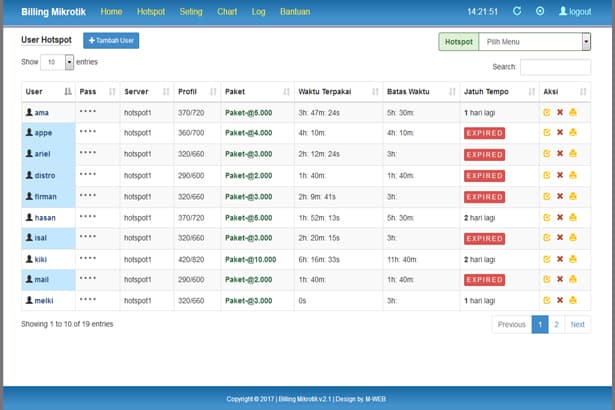 Billing Mikrotik Home Hotspot Seting Chart Log Bantuan 14:21:51 logout
User Hotspot + Tambah User Hotspot Pilih Menu
Show 10 entries Search:
User Pass Server Profil Paket Waktu Terpakai Batas Waktu Jatuh Tempo Aksi
ama **** hotspot1 370/720 Paket-@5.000 3h: 47m: 24s 5h: 30m: 1 hari lagi
appe **** hotspot1 360/700 Paket-@4.000 4h: 10m: 4h: 10m: EXPIRED
ariel **** hotspot1 320/660 Paket-@3.000 2h: 12m: 24s 3h: EXPIRED
distro **** hotspot1 290/600 Paket-@2.000 1h: 40m: 1h: 40m: EXPIRED
firman **** hotspot1 320/660 Paket-@3.000 2h: 9m: 41s 3h: EXPIRED
hasan **** hotspot1 370/720 Paket-@5.000 1h: 52m: 13s 5h: 30m: 2 hari lagi
isal **** hotspot1 320/660 Paket-@3.000 2h: 20m: 15s 3h: EXPIRED
kiki **** hotspot1 420/820 Paket-@10.000 6h: 16m: 33s 11h: 40m: 2 hari lagi
mail **** hotspot1 290/600 Paket-@2.000 1h: 40m: 1h: 40m: EXPIRED
melki **** hotspot1 320/660 Paket-@3.000 0s 3h: 1 hari lagi
Showing 1 to 10 of 19 entries Previous 1 2 Next
Copyright © 2017 | Billing Mikrotik v2.1 | Design by M-WEB